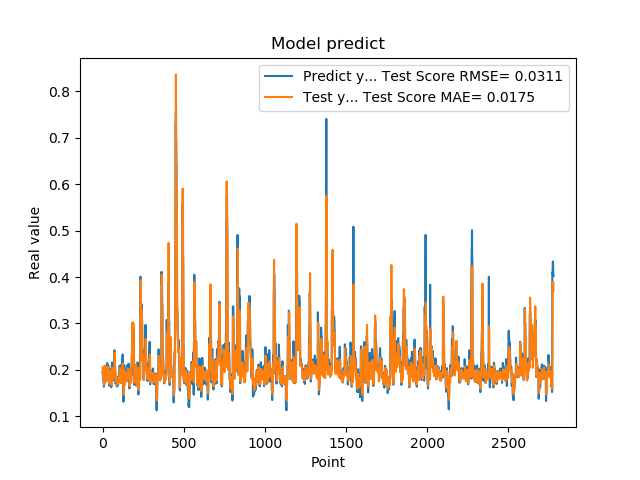 Model predict
Predict y... Test Score RMSE= 0.0311
Test y... Test Score MAE= 0.0175
Real value
0.8
0.7
0.6
0.5
0.4
0.3
0.2
0.1
0 500 1000 1500 2000 2500
Point